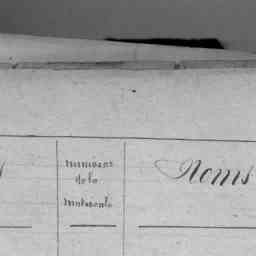 numéros
de la
matricule
Noms